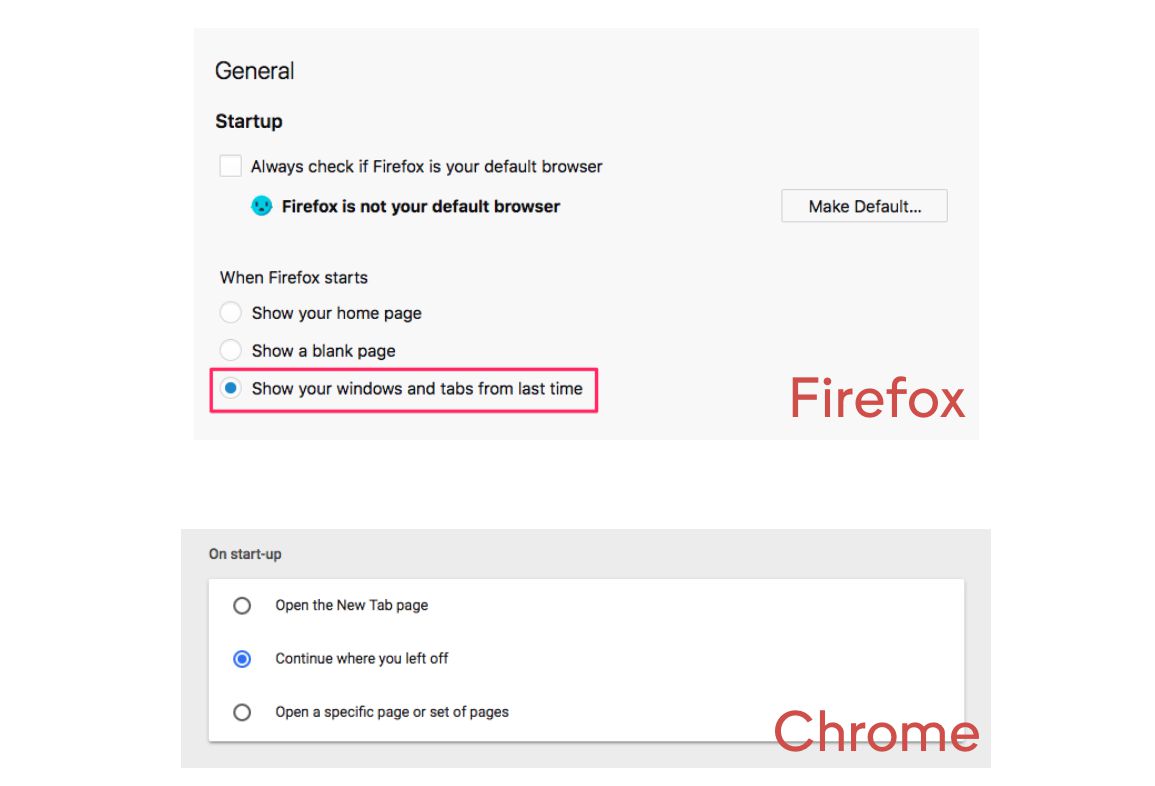 General
Startup
Always check if Firefox is your default browser
Firefox is not your default browser
Make Default...
When Firefox starts
Show your home page
Show a blank page
Show your windows and tabs from last time
Firefox
On start-up
Open the New Tab page
Continue where you left off
Open a specific page or set of pages
Chrome